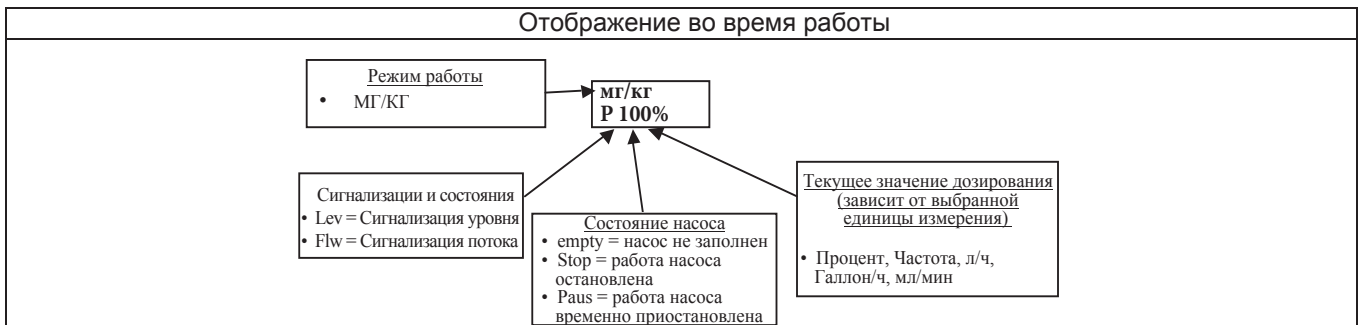 Отображение во время работы
Режим работы
• МГ/КГ
мг/кг
P 100%
Сигнализации и состояния
• Lev = Сигнализация уровня
• Flw = Сигнализация потока
Состояние насоса
• empty = насос не заполнен
• Stop = работа насоса
остановлена
• Paus = работа насоса
временно приостановлена
Текущее значение дозирования
(зависит от выбранной
единицы измерения)
• Процент, Частота, л/ч,
Галлон/ч, мл/мин